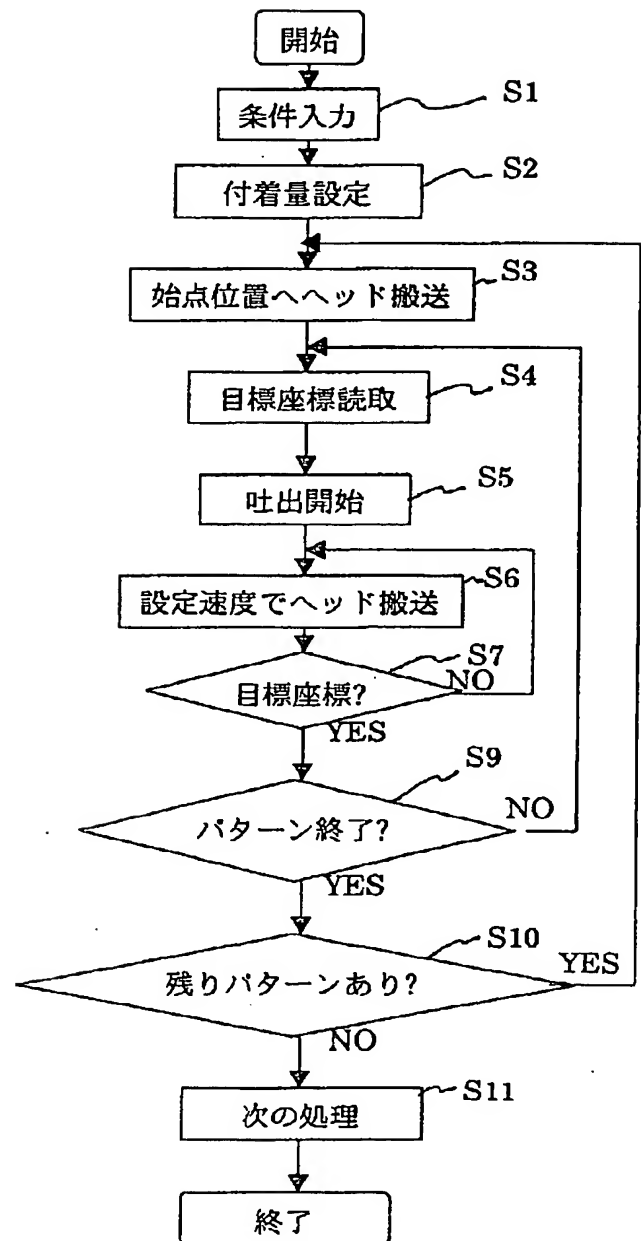 開始
条件入力
S1
付着量設定
S2
始点位置へヘッド搬送
S3
目標座標読取
S4
吐出開始
S5
設定速度でヘッド搬送
S6
目標座標?
S7
NO
YES
パターン終了?
S9
NO
YES
残りパターンあり?
S10
YES
NO
次の処理
S11
終了